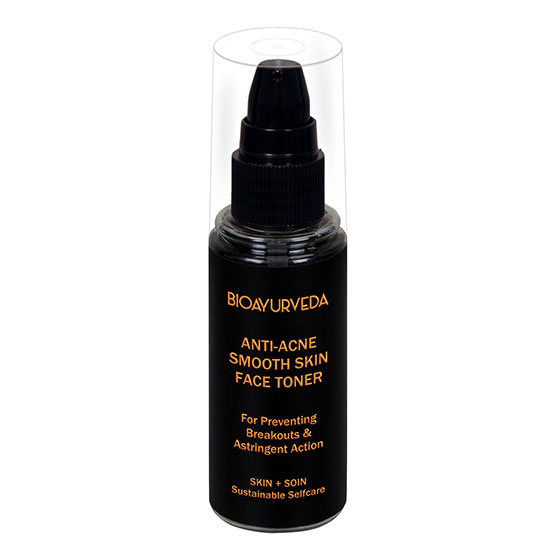 BIOAYURVEDA
ANTI-ACNE
SMOOTH SKIN
FACE TONER
For Preventing
Breakouts &
Astringent Action
SKIN + SOIN
Sustainable Selfcare